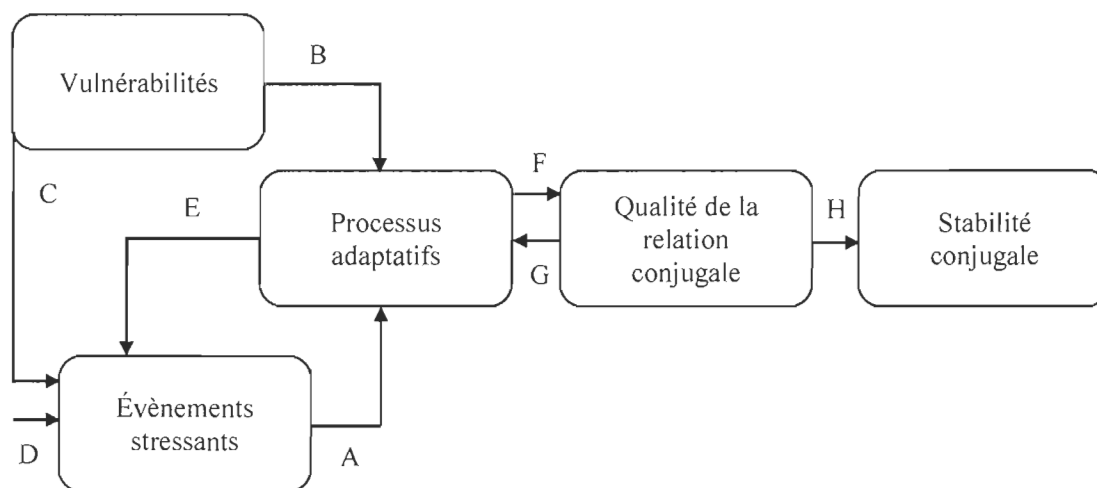 Vulnérabilités
B
C
E
Processus
adaptatifs
F
G
Qualité de la
relation
conjugale
H
Stabilité
conjugale
Évènements
stressants
D
A